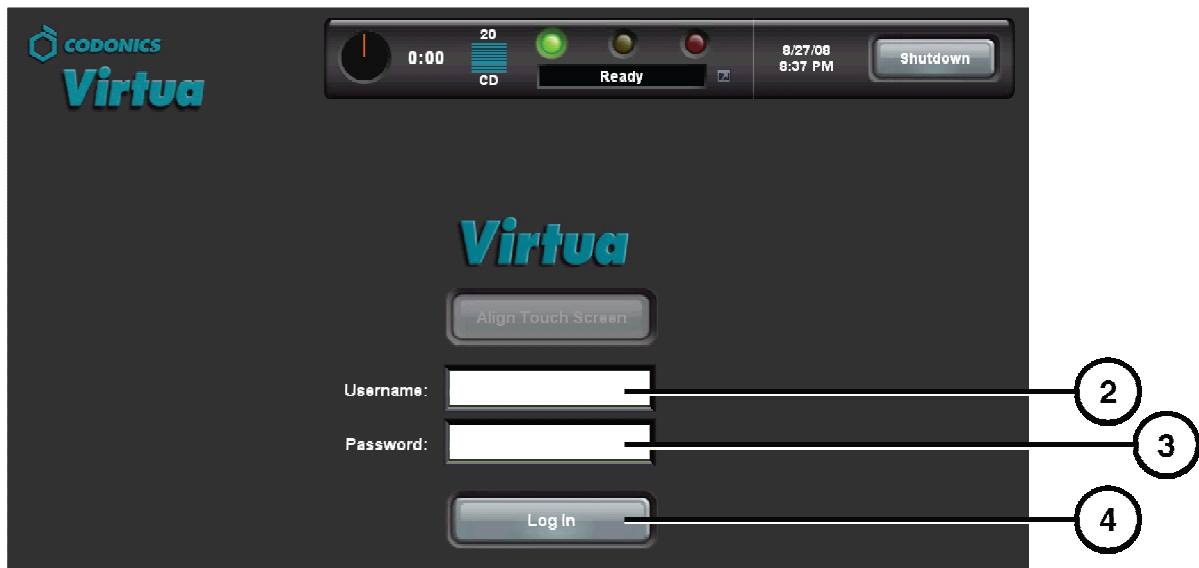 CODONICS
Virtua
0:00
20
CD
Ready
8/27/08
8:37 PM
Shutdown
Virtua
Align Touch Screen
Username:
2
Password:
3
Log In
4